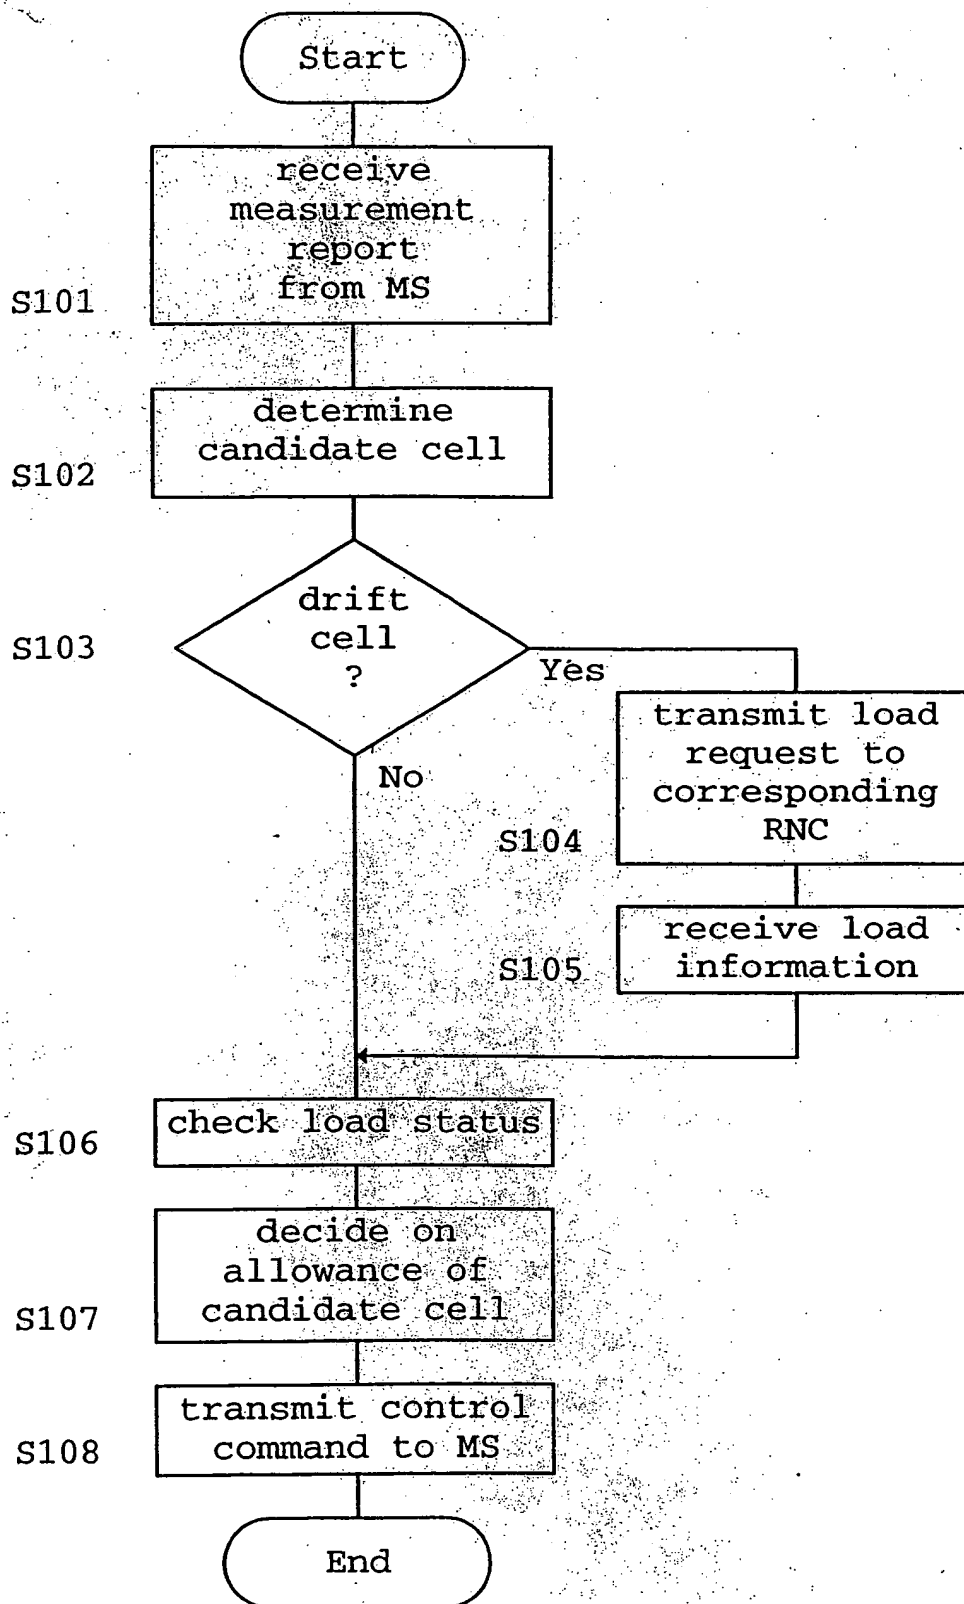 Start
receive
measurement
report
from MS
S101
determine
candidate cell
S102
drift
cell
?
S103
Yes
No
transmit load
request to
corresponding
RNC
S104
receive load
information
S105
check load status
S106
decide on
allowance of
candidate cell
S107
transmit control
command to MS
S108
End